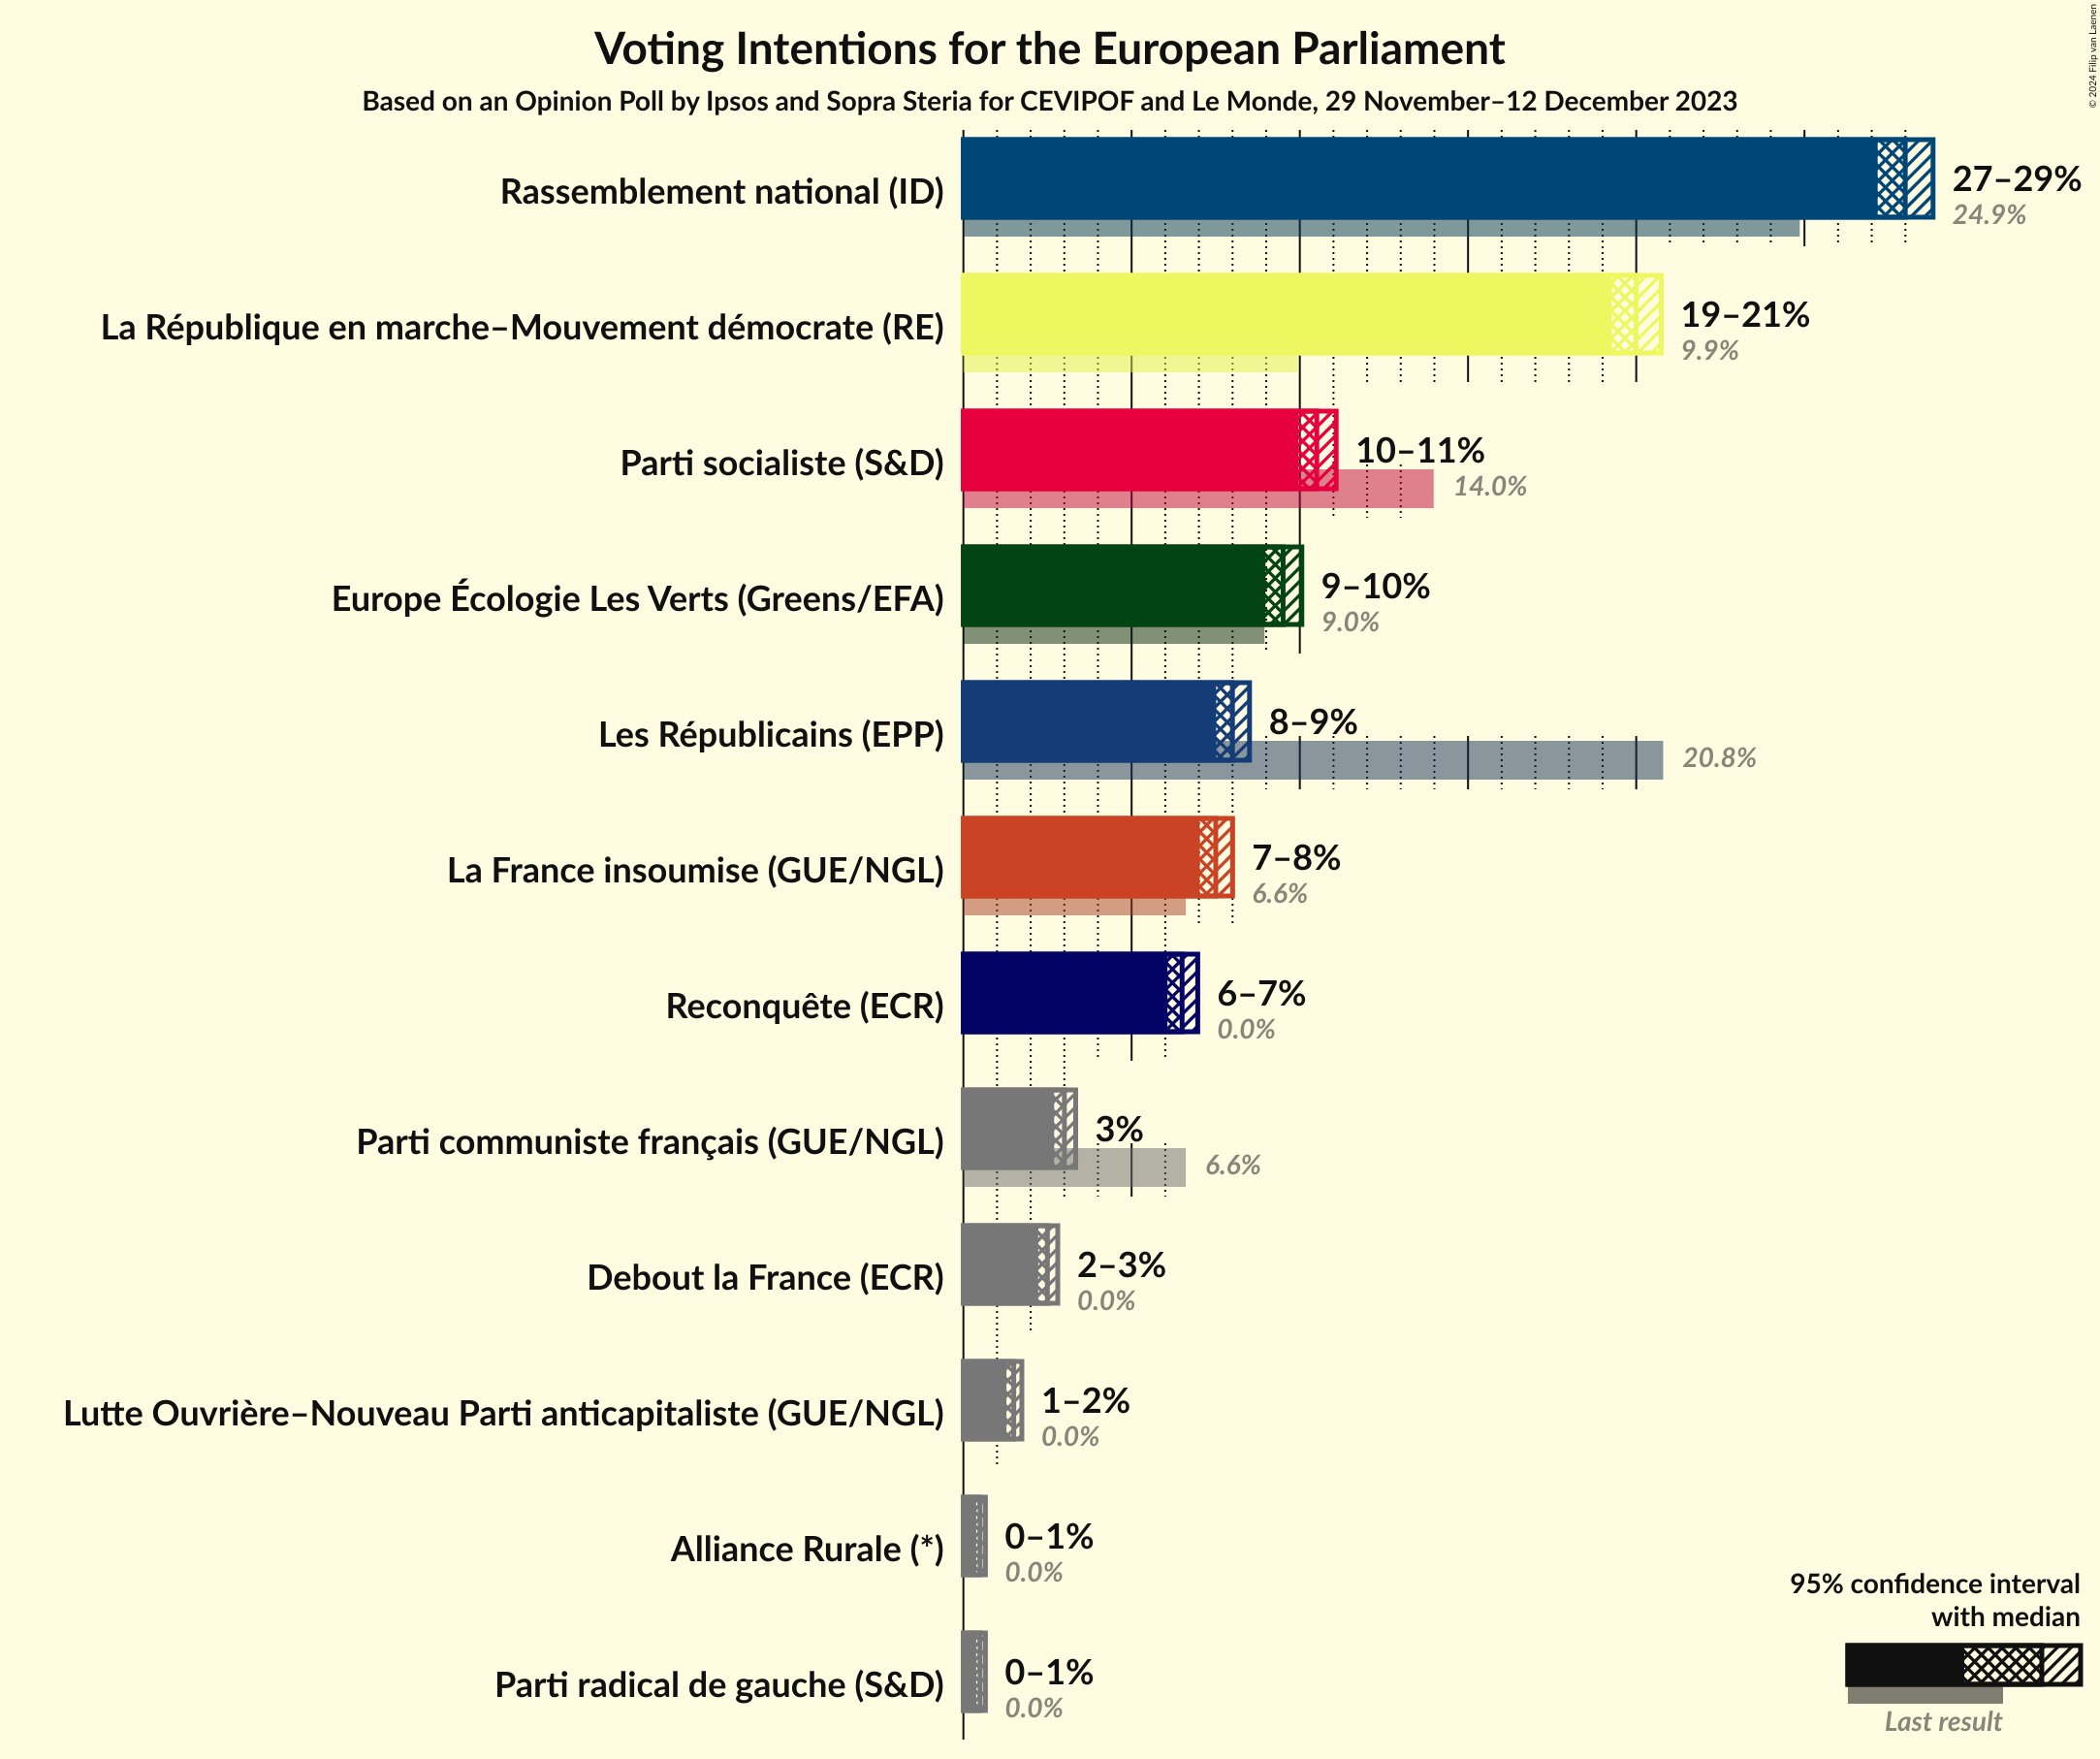 Voting Intentions for the European Parliament
Based on an Opinion Poll by Ipsos and Sopra Steria for CEVIPOF and Le Monde, 29 November–12 December 2023
© 2024 Filip van Laenen
Rassemblement national (ID)
27–29%
24.9%
La République en marche–Mouvement démocrate (RE)
19–21%
9.9%
Parti socialiste (S&D)
10–11%
14.0%
Europe Écologie Les Verts (Greens/EFA)
9–10%
9.0%
Les Républicains (EPP)
8–9%
20.8%
La France insoumise (GUE/NGL)
7–8%
6.6%
Reconquête (ECR)
6–7%
0.0%
Parti communiste français (GUE/NGL)
3%
6.6%
Debout la France (ECR)
2–3%
0.0%
Lutte Ouvrière–Nouveau Parti anticapitaliste (GUE/NGL)
1–2%
0.0%
Alliance Rurale (*)
0–1%
0.0%
Parti radical de gauche (S&D)
0–1%
0.0%
95% confidence interval
with median
Last result